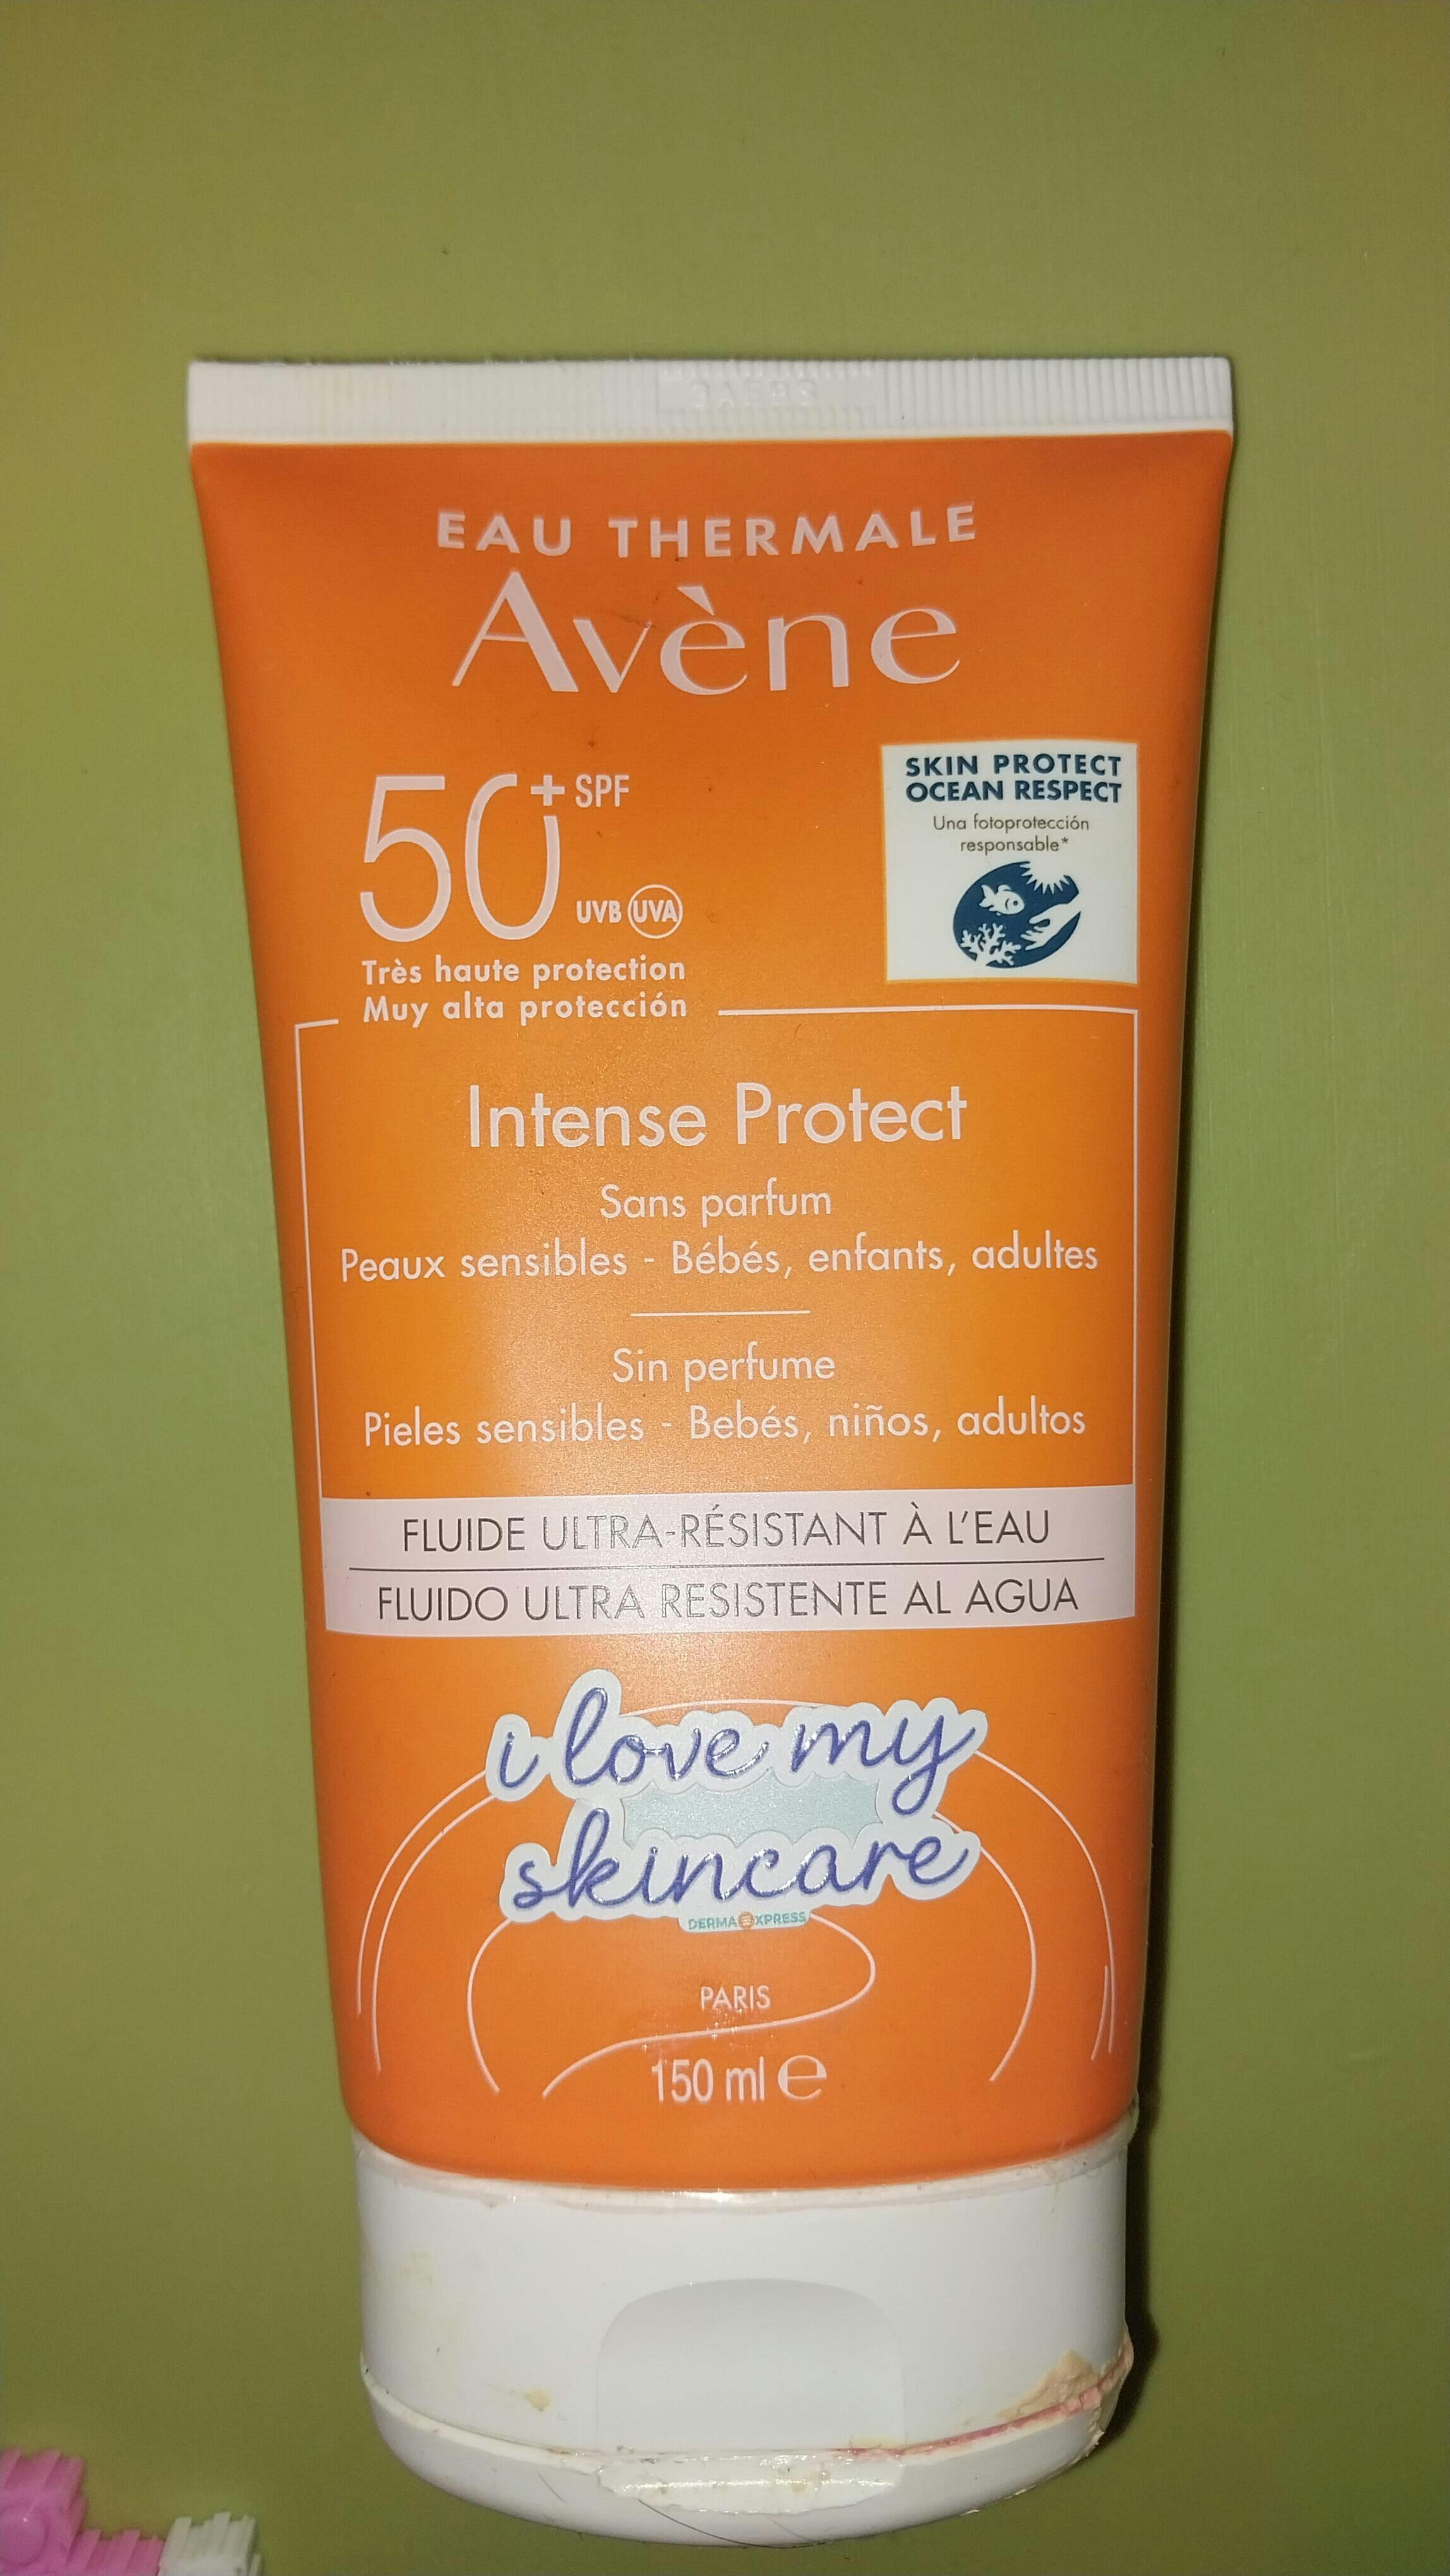 EAU THERMALE
Avène
50+ SPF
UVB UVA
Très haute protection
Muy alta protección
SKIN PROTECT
OCEAN RESPECT
Una fotoprotección
responsable*
Intense Protect
Sans parfum
Peaux sensibles - Bébés, enfants, adultes
Sin perfume
Pieles sensibles - Bebés, niños, adultos
FLUIDE ULTRA-RÉSISTANT À L'EAU
FLUIDO ULTRA RESISTENTE AL AGUA
i love my
skincare
DERMAEXPRESS
PARIS
150 ml e